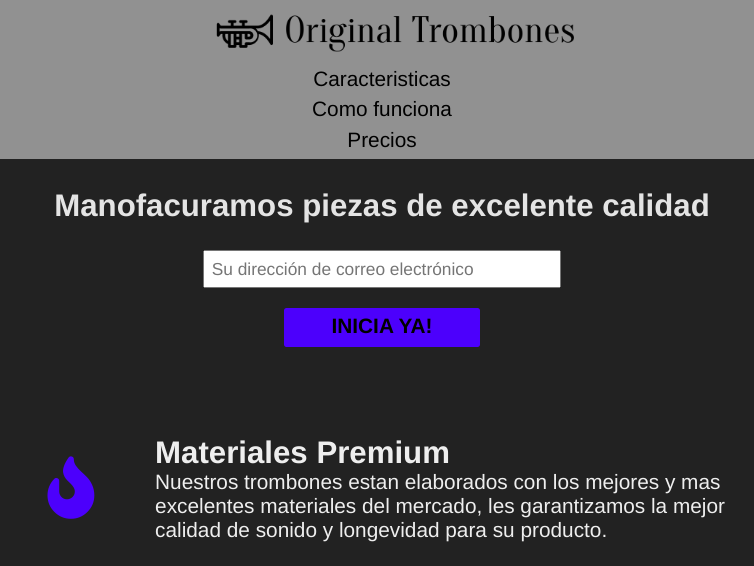 Original Trombones
Caracteristicas
Como funciona
Precios
Manofacuramos piezas de excelente calidad
Su dirección de correo electrónico
INICIA YA!
Materiales Premium
Nuestros trombones estan elaborados con los mejores y mas
excelentes materiales del mercado, les garantizamos la mejor
calidad de sonido y longevidad para su producto.